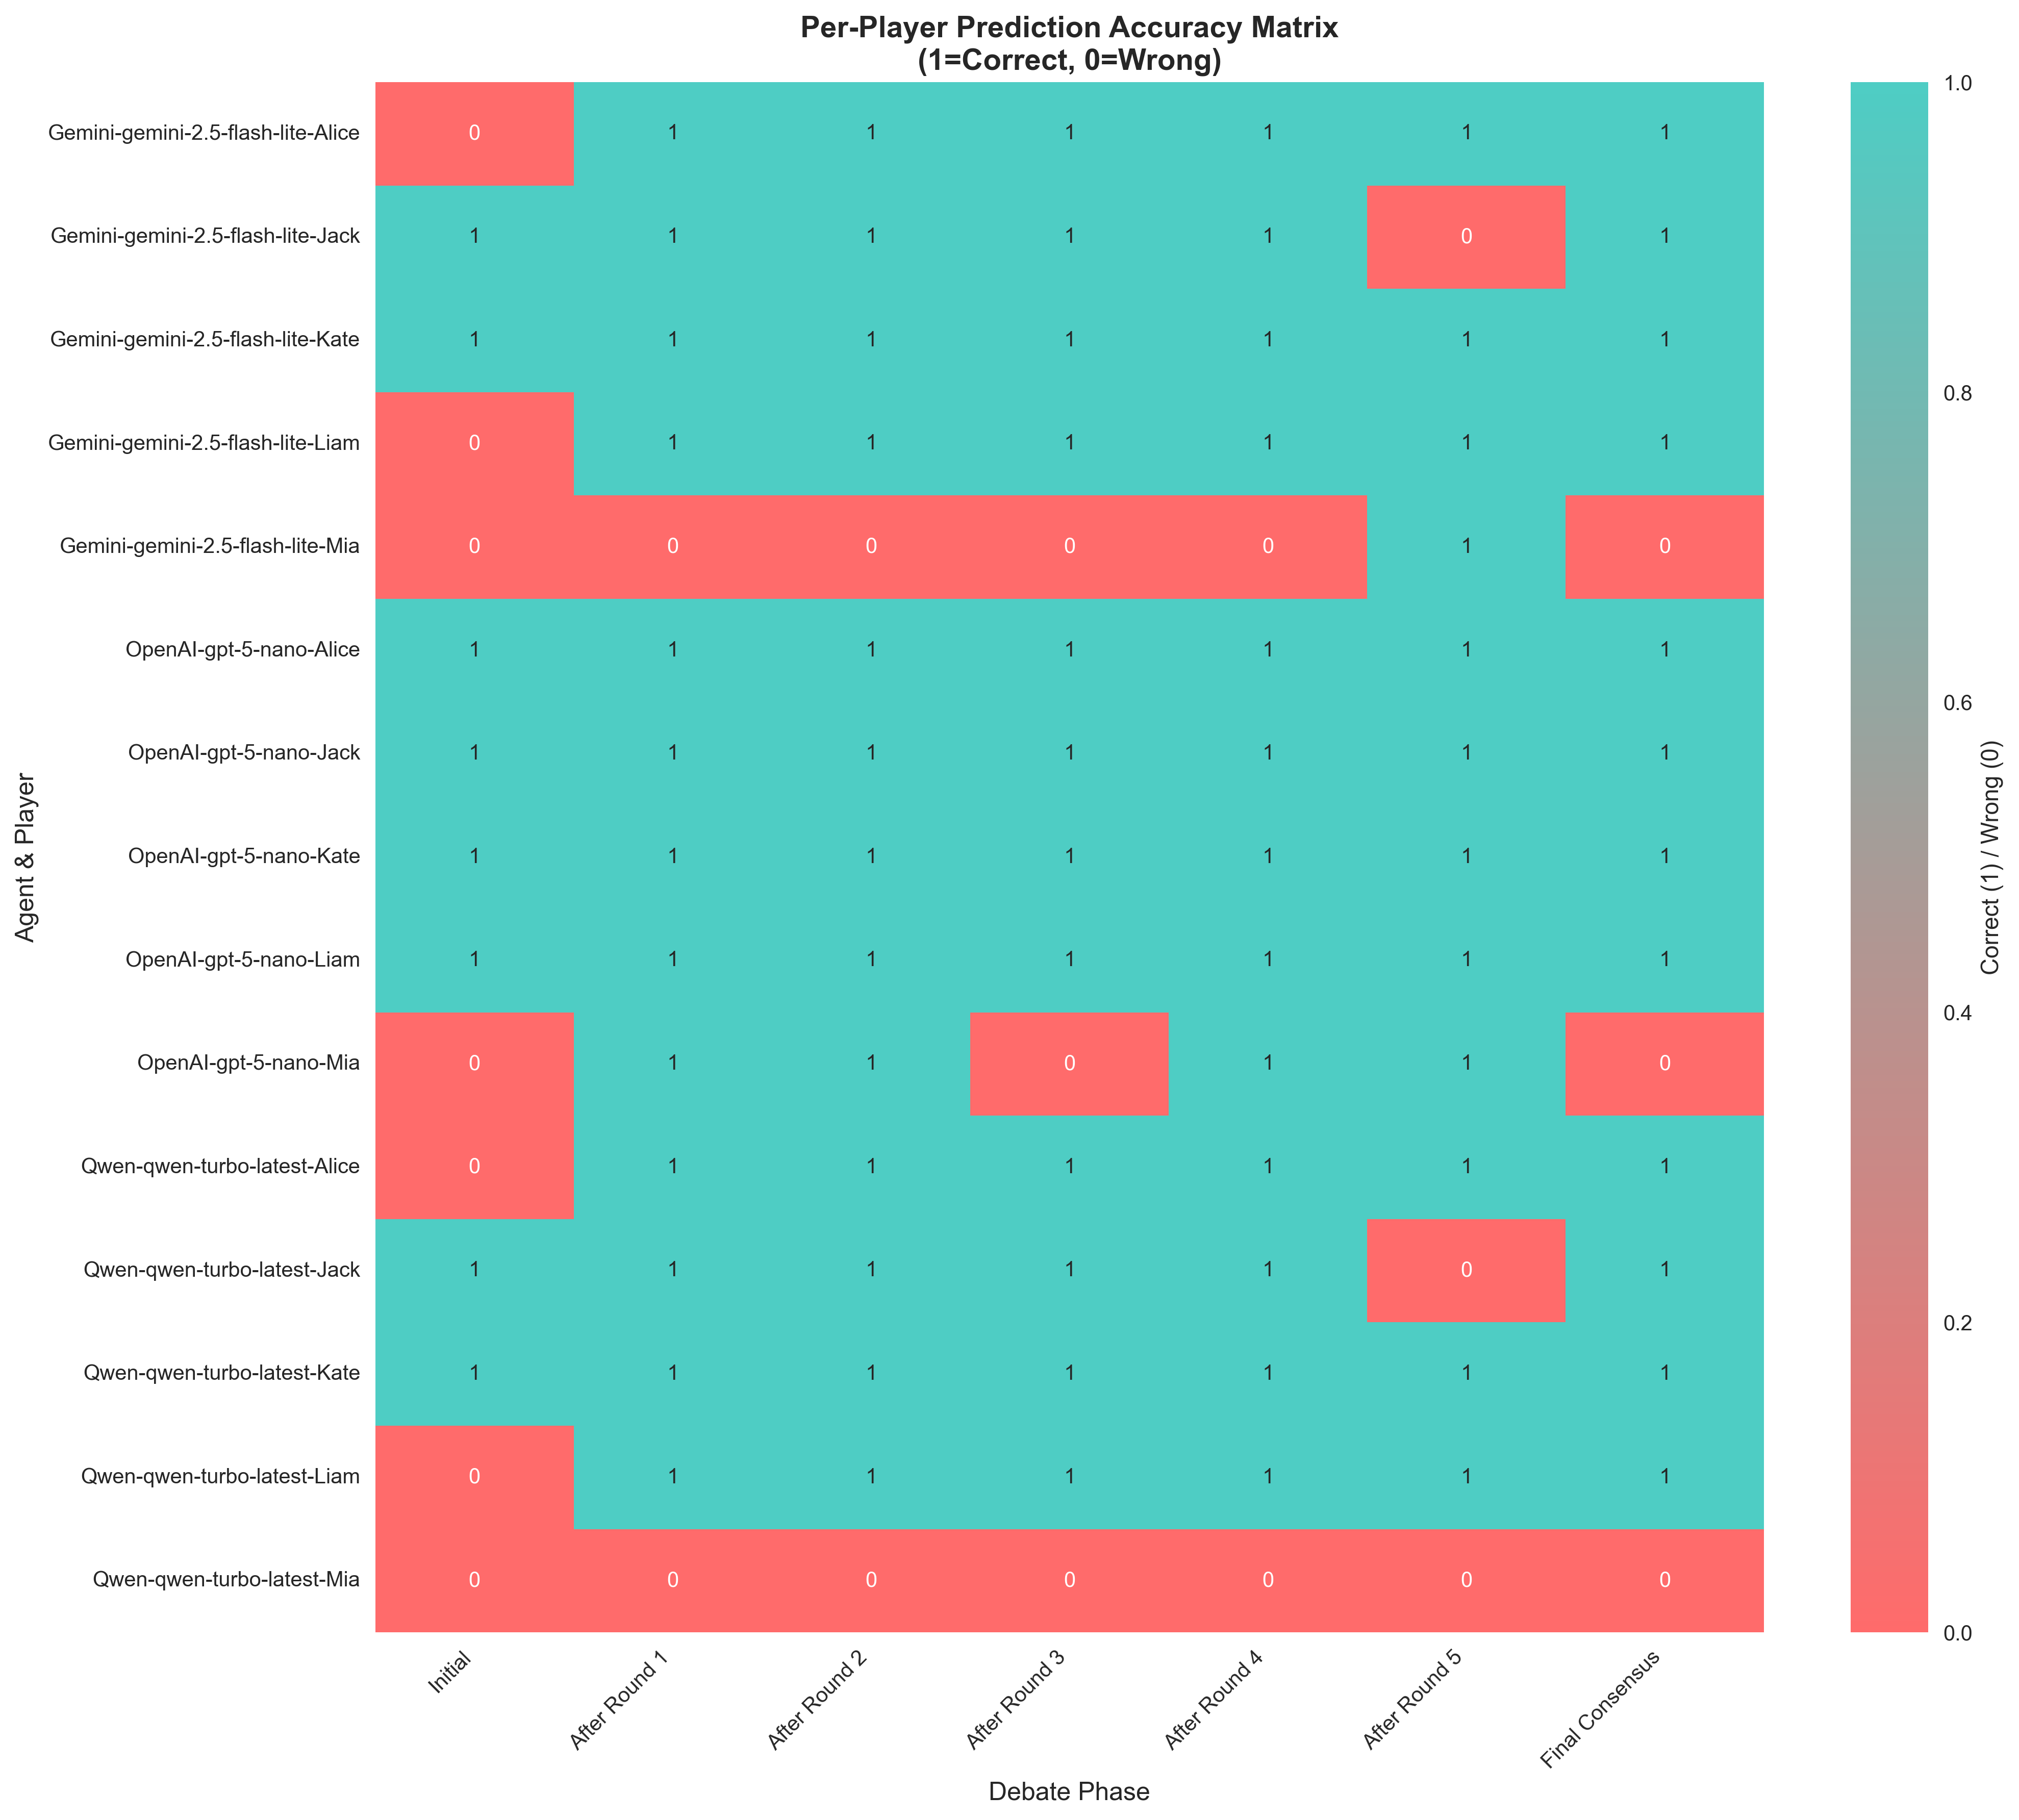 Per-Player Prediction Accuracy Matrix
(1=Correct, 0=Wrong)
Agent & Player
Gemini-gemini-2.5-flash-lite-Alice 0 1 1 1 1 1 1
Gemini-gemini-2.5-flash-lite-Jack 1 1 1 1 1 0 1
Gemini-gemini-2.5-flash-lite-Kate 1 1 1 1 1 1 1
Gemini-gemini-2.5-flash-lite-Liam 0 1 1 1 1 1 1
Gemini-gemini-2.5-flash-lite-Mia 0 0 0 0 0 1 0
OpenAI-gpt-5-nano-Alice 1 1 1 1 1 1 1
OpenAI-gpt-5-nano-Jack 1 1 1 1 1 1 1
OpenAI-gpt-5-nano-Kate 1 1 1 1 1 1 1
OpenAI-gpt-5-nano-Liam 1 1 1 1 1 1 1
OpenAI-gpt-5-nano-Mia 0 1 1 0 1 1 0
Qwen-qwen-turbo-latest-Alice 0 1 1 1 1 1 1
Qwen-qwen-turbo-latest-Jack 1 1 1 1 1 0 1
Qwen-qwen-turbo-latest-Kate 1 1 1 1 1 1 1
Qwen-qwen-turbo-latest-Liam 0 1 1 1 1 1 1
Qwen-qwen-turbo-latest-Mia 0 0 0 0 0 0 0
Initial
After Round 1
After Round 2
After Round 3
After Round 4
After Round 5
Final Consensus
Debate Phase
1.0
0.8
0.6
0.4
0.2
0.0
Correct (1) / Wrong (0)